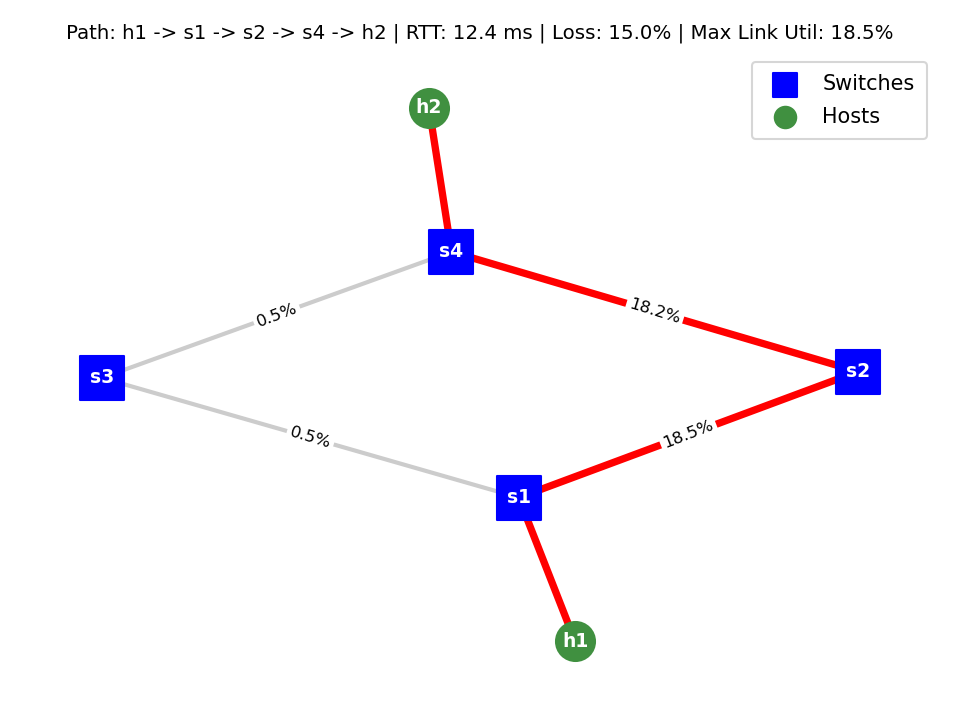 Path: h1 -> s1 -> s2 -> s4 -> h2 | RTT: 12.4 ms | Loss: 15.0% | Max Link Util: 18.5%
Switches
Hosts
h2
s4
0.5%
18.2%
s3
s2
0.5%
18.5%
s1
h1